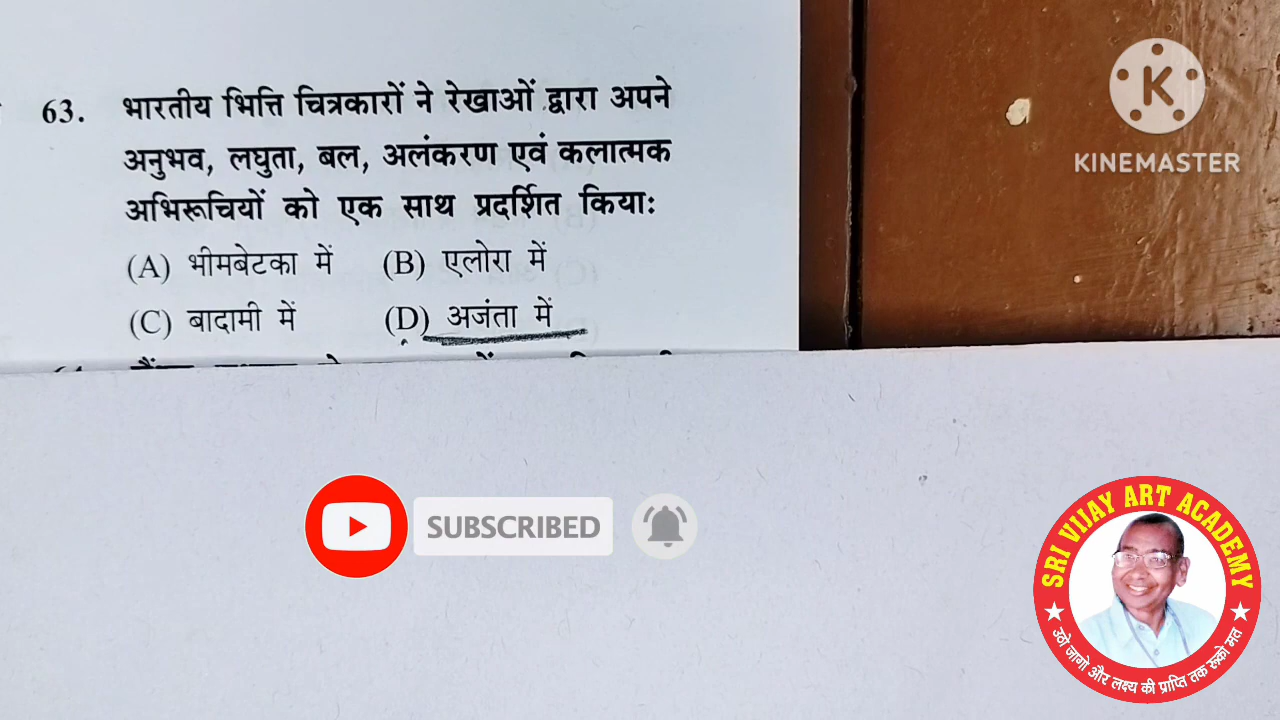 63. भारतीय भित्ति चित्रकारों ने रेखाओं द्वारा अपने
अनुभव, लघुता, बल, अलंकरण एवं कलात्मक
अभिरूचियों को एक साथ प्रदर्शित किया:
(A) भीमबेटका में (B) एलोरा में
(C) बादामी में (D) अजंता में
K
KINEMASTER
SUBSCRIBED
SRI VIJAY ART ACADEMY
उठो जागो और लक्ष्य की प्राप्ति तक रूको मत